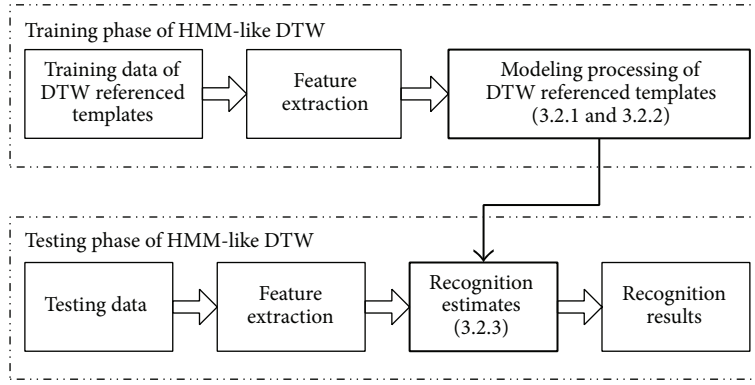 Training phase of HMM-like DTW
Training data of
DTW referenced
templates
Feature
extraction
Modeling processing of
DTW referenced templates
(3.2.1 and 3.2.2)
Testing phase of HMM-like DTW
Testing data
Feature
extraction
Recognition
estimates
(3.2.3)
Recognition
results